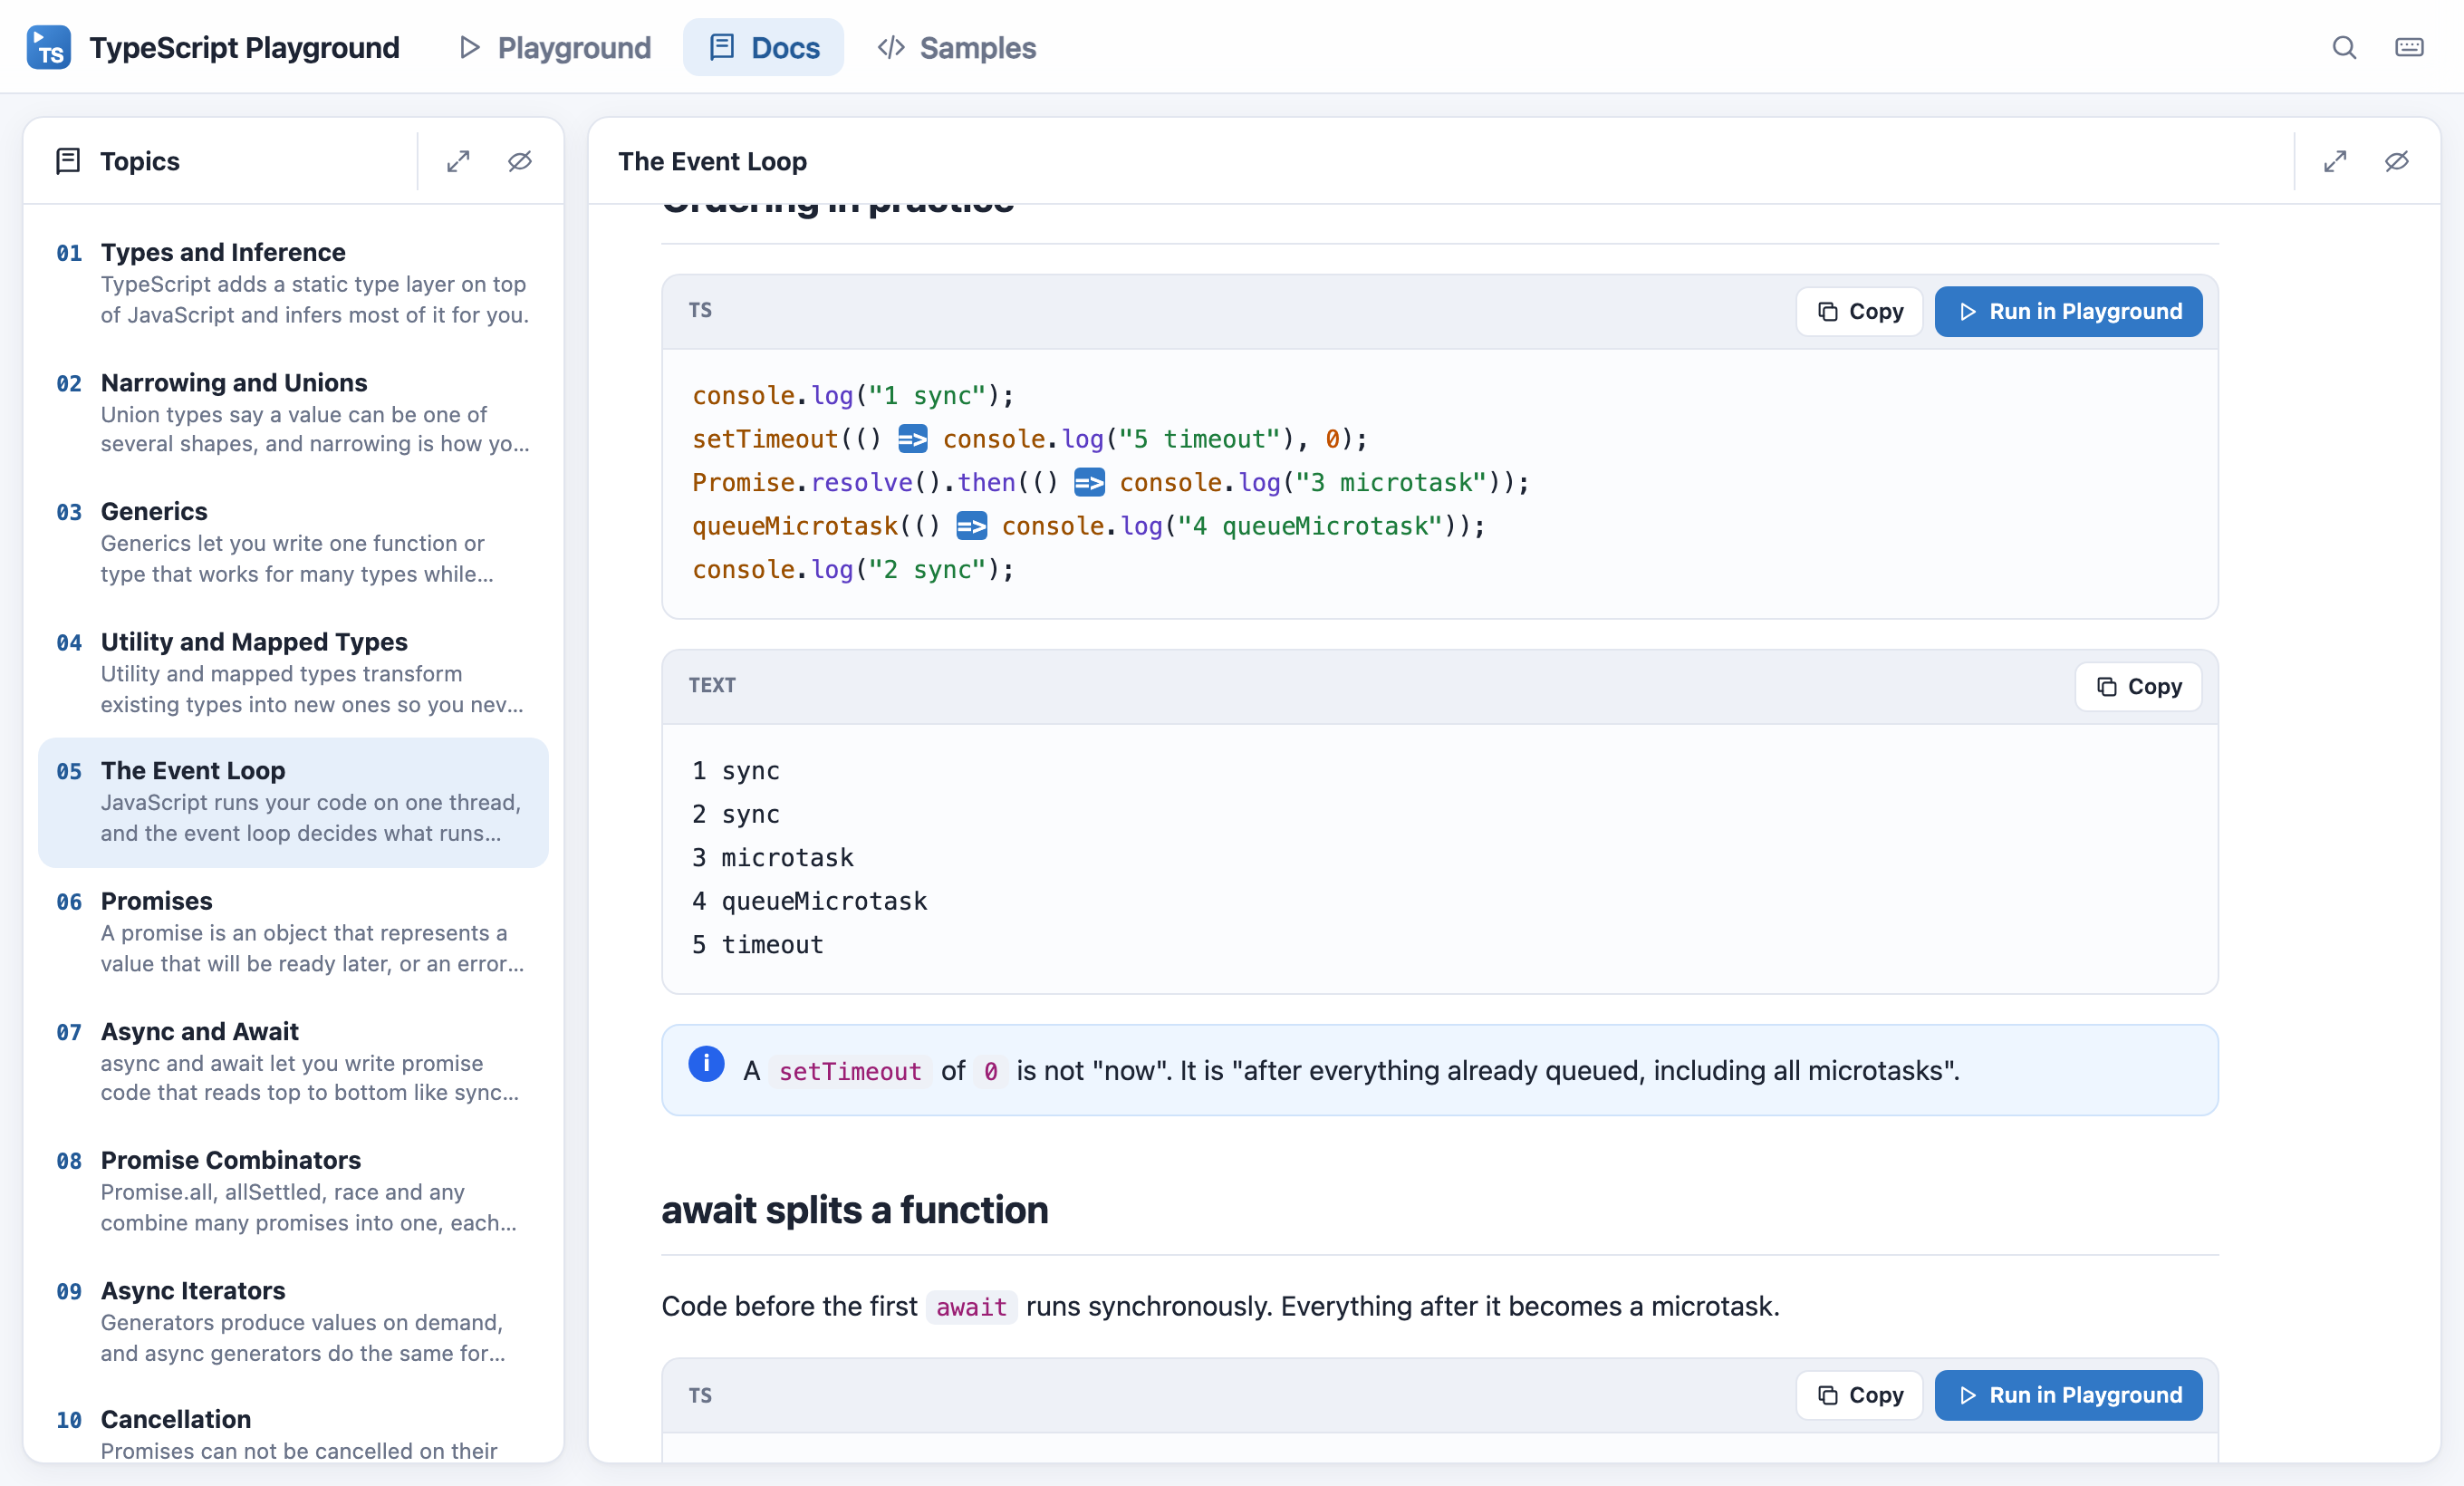 TS TypeScript Playground Playground Docs Samples
Topics
01 Types and Inference
TypeScript adds a static type layer on top
of JavaScript and infers most of it for you.
02 Narrowing and Unions
Union types say a value can be one of
several shapes, and narrowing is how yo...
03 Generics
Generics let you write one function or
type that works for many types while...
04 Utility and Mapped Types
Utility and mapped types transform
existing types into new ones so you nev...
05 The Event Loop
JavaScript runs your code on one thread,
and the event loop decides what runs...
06 Promises
A promise is an object that represents a
value that will be ready later, or an error...
07 Async and Await
async and await let you write promise
code that reads top to bottom like sync...
08 Promise Combinators
Promise.all, allSettled, race and any
combine many promises into one, each...
09 Async Iterators
Generators produce values on demand,
and async generators do the same for...
10 Cancellation
Promises can not be cancelled on their
The Event Loop
Ordering in practice
TS Copy Run in Playground
console.log("1 sync");
setTimeout(() => console.log("5 timeout"), 0);
Promise.resolve().then(() => console.log("3 microtask"));
queueMicrotask(() => console.log("4 queueMicrotask"));
console.log("2 sync");
TEXT Copy
1 sync
2 sync
3 microtask
4 queueMicrotask
5 timeout
A setTimeout of 0 is not "now". It is "after everything already queued, including all microtasks".
await splits a function
Code before the first await runs synchronously. Everything after it becomes a microtask.
TS Copy Run in Playground